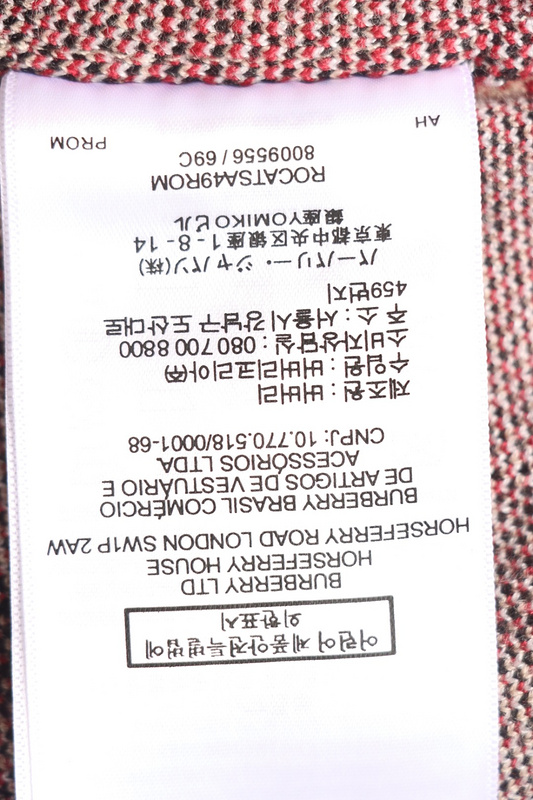 어린이제품안전특별법에
의한표시
BURBERRY LTD
HORSEFERRY HOUSE
HORSEFERRY ROAD LONDON SW1P 2AW
BURBERRY BRASIL COMÉRCIO
DE ARTIGOS DE VESTUÁRIO E
ACESSÓRIOS LTDA
CNPJ: 10.770.518/0001-68
제조원 : 버버리
수입원 : 버버리코리아㈜
소비자상담실 : 080 700 8800
주 소 : 서울시 강남구 도산대로
459번지
バーバリー・ジャパン(株)
東京都中央区銀座1-8-14
銀座YOMIKOビル
ROCATSA49ROM
8009556 / 69C
AH PROM